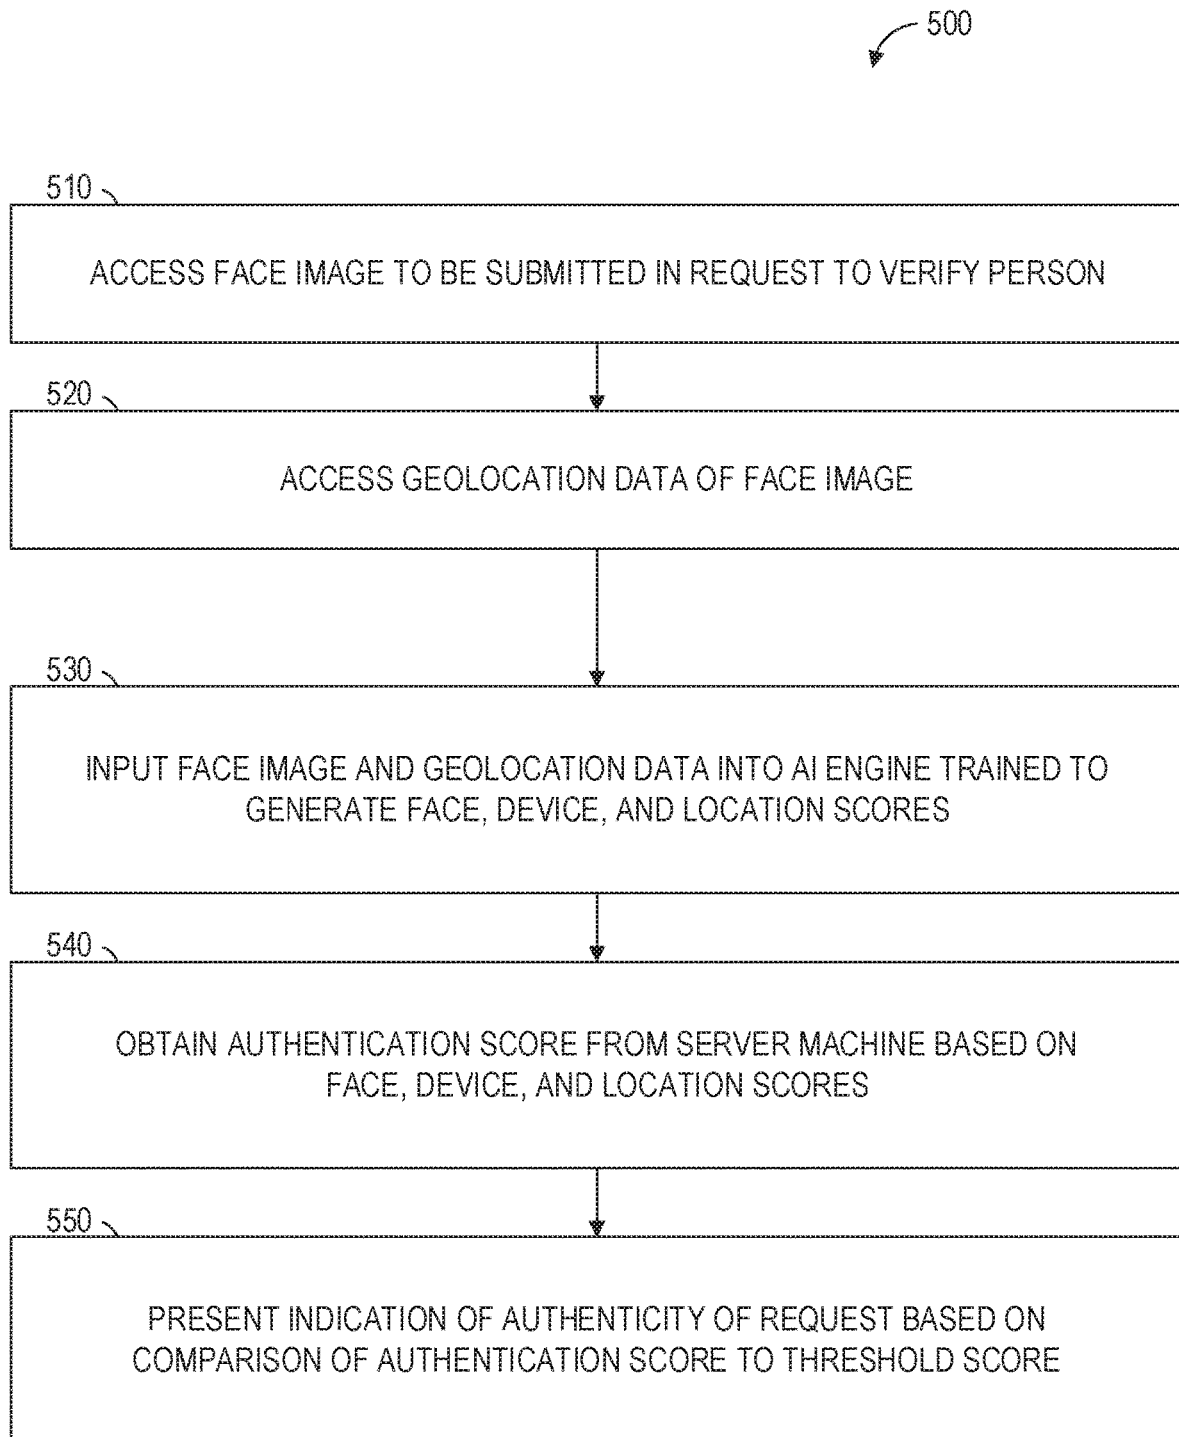 500
510
ACCESS FACE IMAGE TO BE SUBMITTED IN REQUEST TO VERIFY PERSON
520
ACCESS GEOLOCATION DATA OF FACE IMAGE
530
INPUT FACE IMAGE AND GEOLOCATION DATA INTO AI ENGINE TRAINED TO
GENERATE FACE, DEVICE, AND LOCATION SCORES
540
OBTAIN AUTHENTICATION SCORE FROM SERVER MACHINE BASED ON
FACE, DEVICE, AND LOCATION SCORES
550
PRESENT INDICATION OF AUTHENTICITY OF REQUEST BASED ON
COMPARISON OF AUTHENTICATION SCORE TO THRESHOLD SCORE